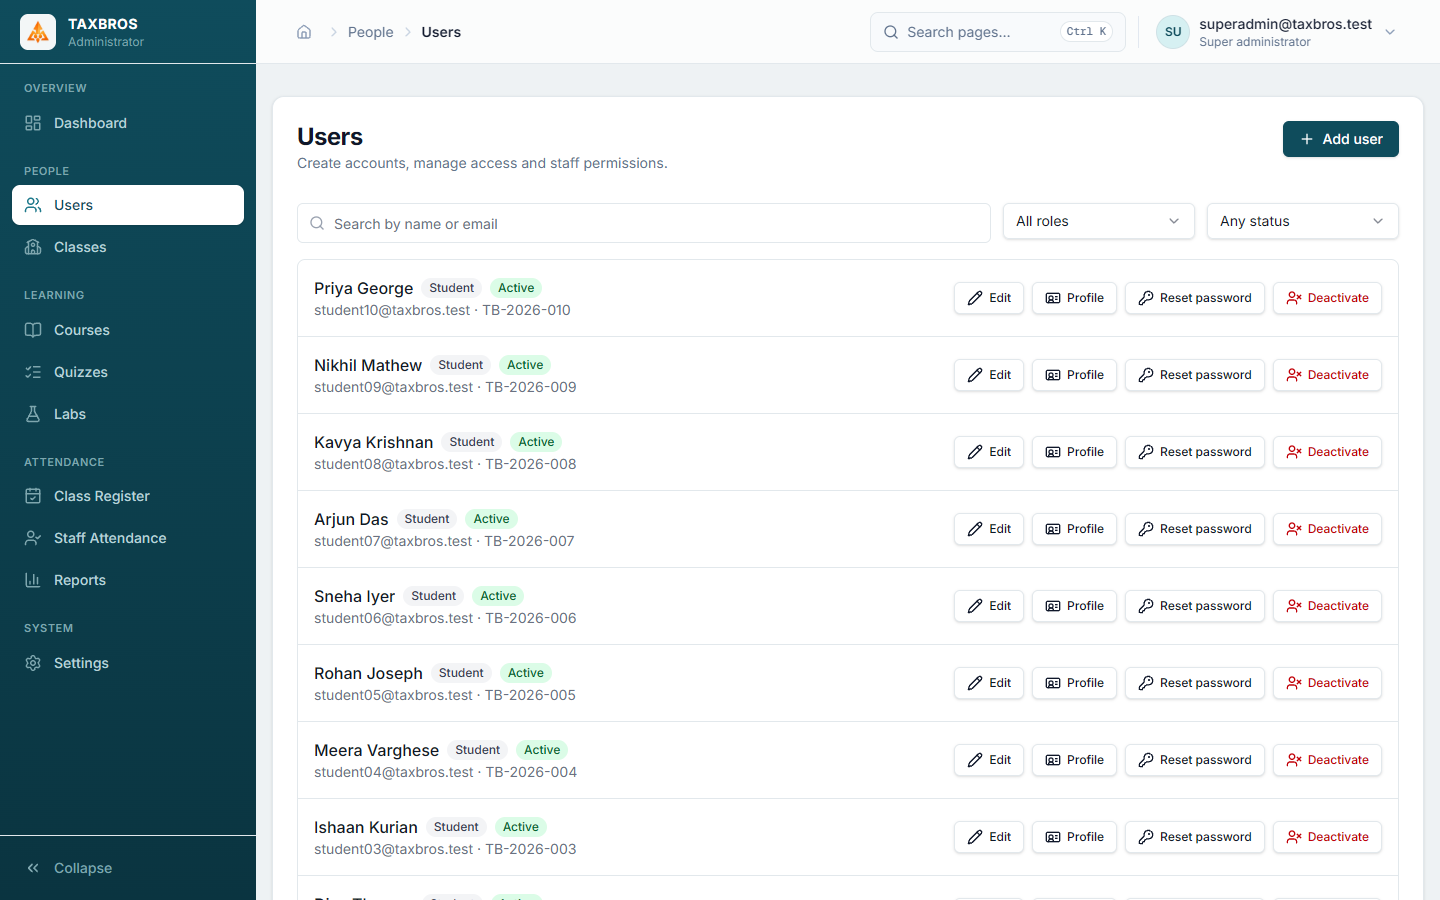 TAXBROS
Administrator
OVERVIEW
Dashboard
PEOPLE
Users
Classes
LEARNING
Courses
Quizzes
Labs
ATTENDANCE
Class Register
Staff Attendance
Reports
SYSTEM
Settings
Collapse
People Users
Search pages... Ctrl K
SU superadmin@taxbros.test
Super administrator
Users
Create accounts, manage access and staff permissions.
Add user
Search by name or email
All roles
Any status
Priya George Student Active
student10@taxbros.test · TB-2026-010
Edit Profile Reset password Deactivate
Nikhil Mathew Student Active
student09@taxbros.test · TB-2026-009
Edit Profile Reset password Deactivate
Kavya Krishnan Student Active
student08@taxbros.test · TB-2026-008
Edit Profile Reset password Deactivate
Arjun Das Student Active
student07@taxbros.test · TB-2026-007
Edit Profile Reset password Deactivate
Sneha Iyer Student Active
student06@taxbros.test · TB-2026-006
Edit Profile Reset password Deactivate
Rohan Joseph Student Active
student05@taxbros.test · TB-2026-005
Edit Profile Reset password Deactivate
Meera Varghese Student Active
student04@taxbros.test · TB-2026-004
Edit Profile Reset password Deactivate
Ishaan Kurian Student Active
student03@taxbros.test · TB-2026-003
Edit Profile Reset password Deactivate